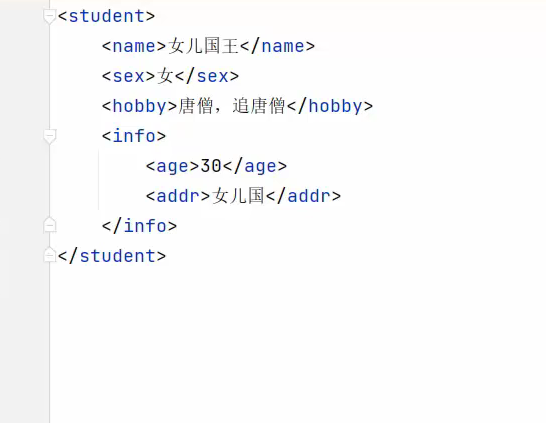 <student>
<name>女儿国王</name>
<sex>女</sex>
<hobby>唐僧，追唐僧</hobby>
<info>
<age>30</age>
<addr>女儿国</addr>
</info>
</student>